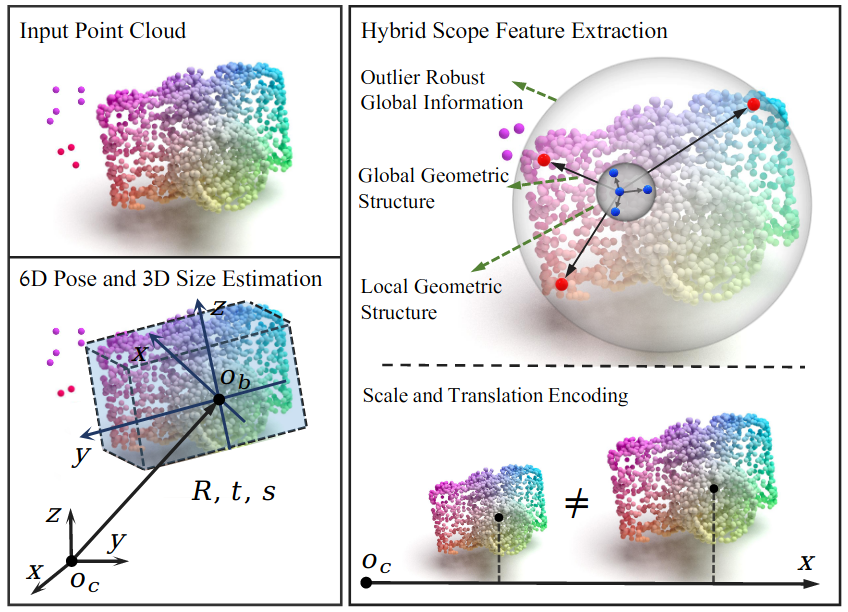 Input Point Cloud
6D Pose and 3D Size Estimation
z
x
o_b
y
R, t, s
z
y
x
o_c
Hybrid Scope Feature Extraction
Outlier Robust
Global Information
Global Geometric
Structure
Local Geometric
Structure
Scale and Translation Encoding
≠
o_c
x